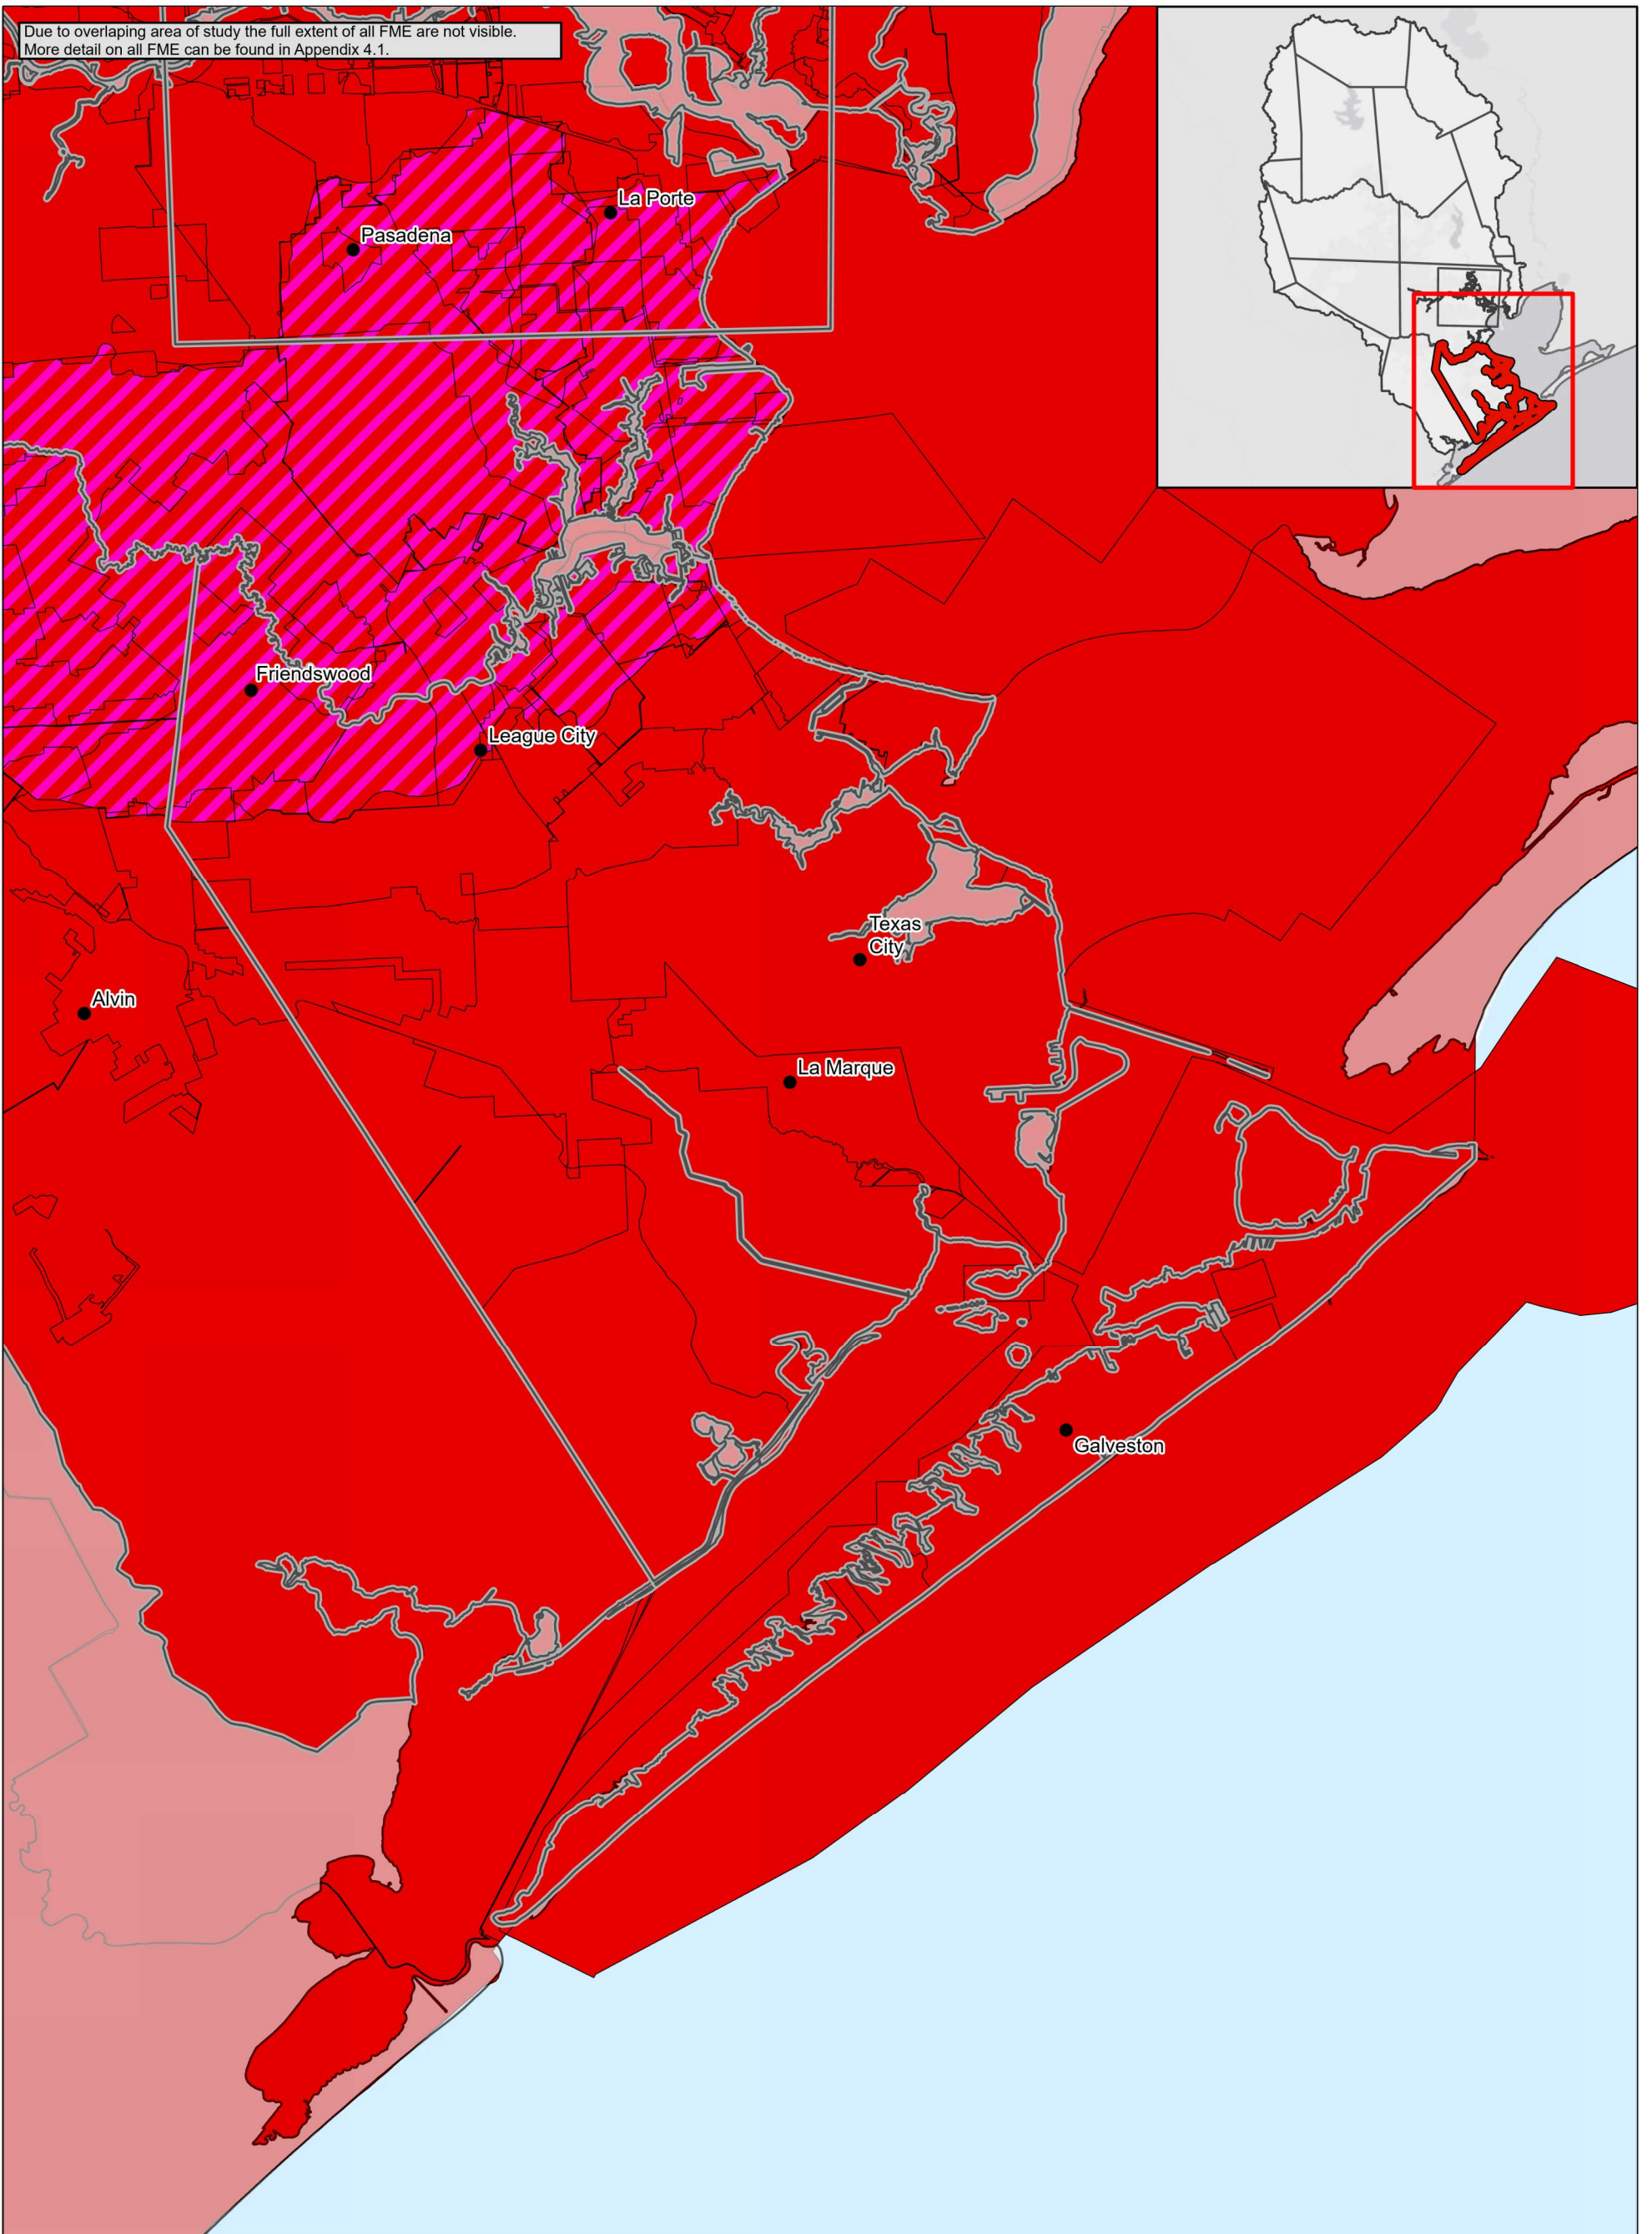 Due to overlaping area of study the full extent of all FME are not visible.
More detail on all FME can be found in Appendix 4.1.
La Porte
Pasadena
Friendswood
League City
Texas
City
Alvin
La Marque
Galveston